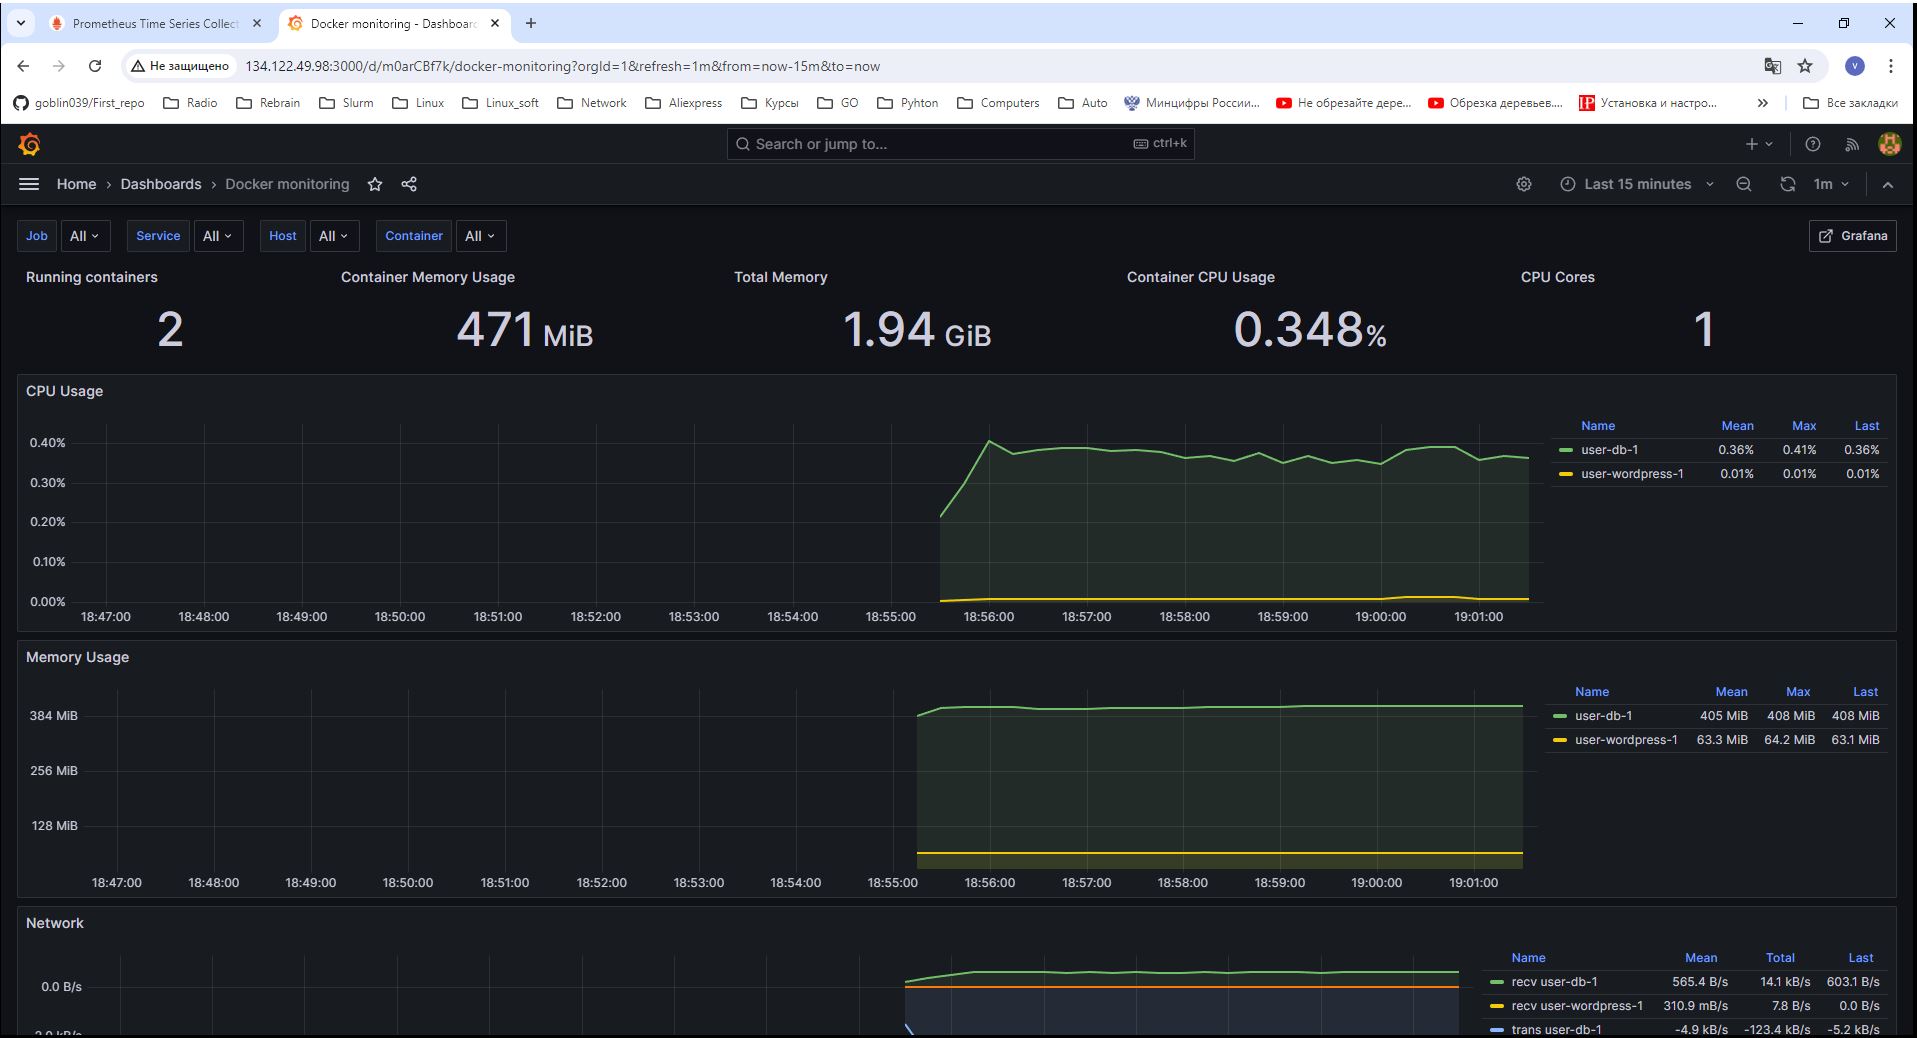 Prometheus Time Series Collect
Docker monitoring - Dashboard
Не защищено 134.122.49.98:3000/d/m0arCBf7k/docker-monitoring?orgId=1&refresh=1m&from=now-15m&to=now V
goblin039/First_repo Radio Rebrain Slurm Linux Linux_soft Network Aliexpress Курсы GO Pyhton Computers Auto Минцифры России... Не обрезайте дере... Обрезка деревьев.... IP Установка и настро... » Все закладки
Search or jump to... ctrl+k
Home › Dashboards › Docker monitoring Last 15 minutes 1m
Job All Service All Host All Container All Grafana
Running containers Container Memory Usage Total Memory Container CPU Usage CPU Cores
2 471 MiB 1.94 GiB 0.348% 1
CPU Usage
Name Mean Max Last
user-db-1 0.36% 0.41% 0.36%
user-wordpress-1 0.01% 0.01% 0.01%
0.40%
0.30%
0.20%
0.10%
0.00%
18:47:00 18:48:00 18:49:00 18:50:00 18:51:00 18:52:00 18:53:00 18:54:00 18:55:00 18:56:00 18:57:00 18:58:00 18:59:00 19:00:00 19:01:00
Memory Usage
Name Mean Max Last
user-db-1 405 MiB 408 MiB 408 MiB
user-wordpress-1 63.3 MiB 64.2 MiB 63.1 MiB
384 MiB
256 MiB
128 MiB
18:47:00 18:48:00 18:49:00 18:50:00 18:51:00 18:52:00 18:53:00 18:54:00 18:55:00 18:56:00 18:57:00 18:58:00 18:59:00 19:00:00 19:01:00
Network
Name Mean Total Last
recv user-db-1 565.4 B/s 14.1 kB/s 603.1 B/s
recv user-wordpress-1 310.9 mB/s 7.8 B/s 0.0 B/s
trans user-db-1 -4.9 kB/s -123.4 kB/s -5.2 kB/s
0.0 B/s